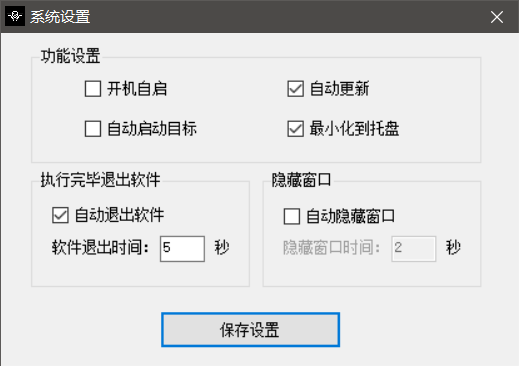 系统设置
功能设置
开机自启
自动更新
自动启动目标
最小化到托盘
执行完毕退出软件
隐藏窗口
自动退出软件
自动隐藏窗口
软件退出时间： 5 秒
隐藏窗口时间： 2 秒
保存设置